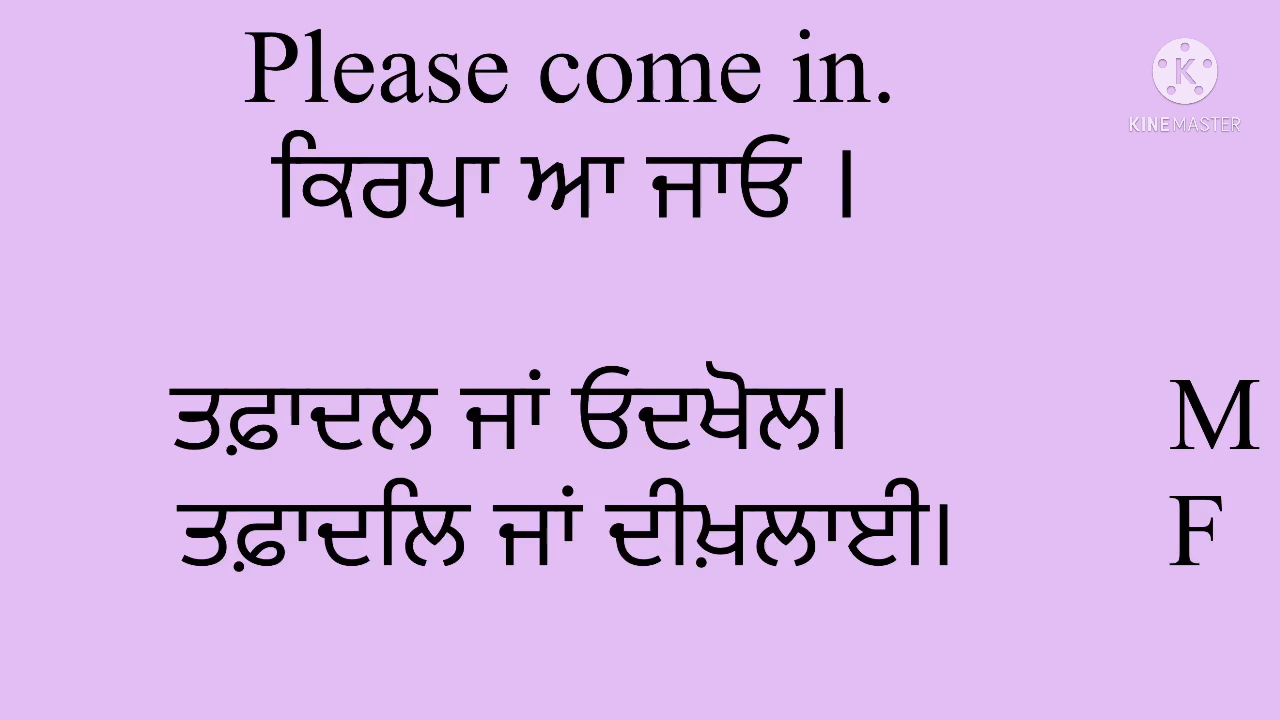 Please come in.
KINEMASTER
ਕਿਰਪਾ ਆ ਜਾਓ ।
ਤਫ਼ਾਦਲ ਜਾਂ ਓਦਖੋਲ। M
ਤਫ਼ਾਦਲਿ ਜਾਂ ਦੀਖ਼ਲਾਈ। F